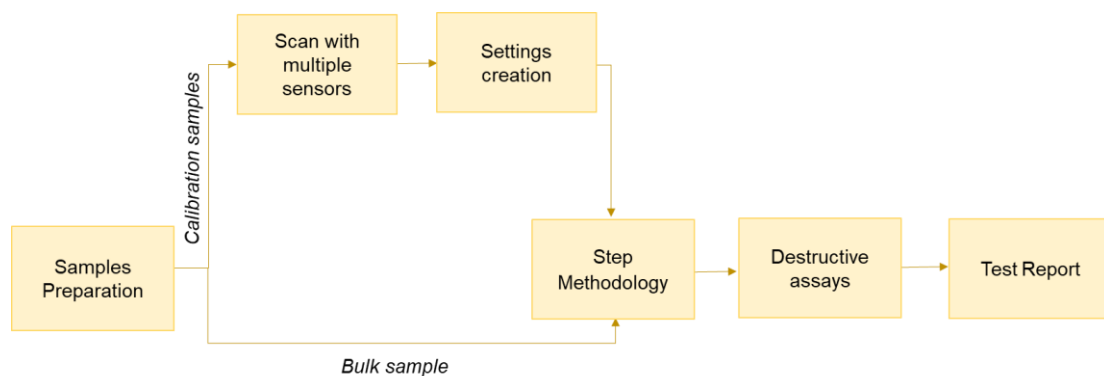 Scan with
multiple
sensors
Settings
creation
Calibration samples
Samples
Preparation
Step
Methodology
Destructive
assays
Test Report
Bulk sample